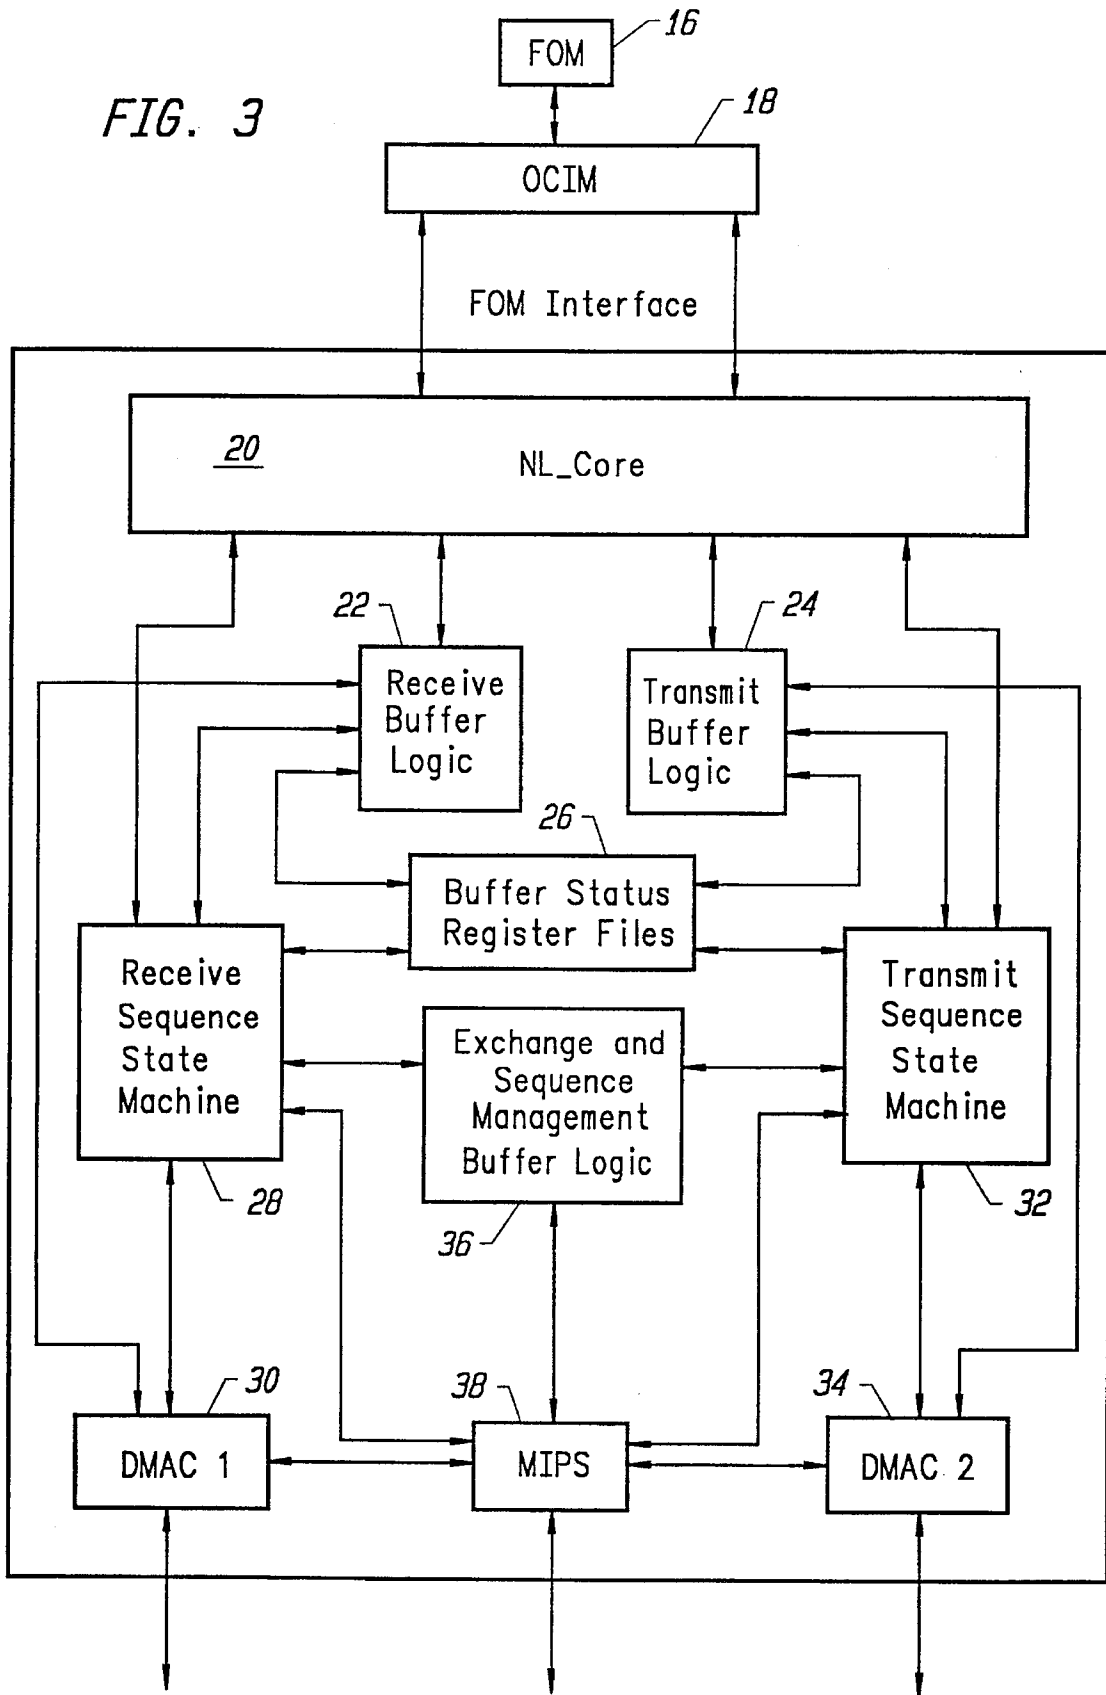 16
FOM
FIG. 3
18
OCIM
FOM Interface
20
NL_Core
22
24
Receive
Buffer
Logic
Transmit
Buffer
Logic
26
Buffer Status
Register Files
Receive
Sequence
State
Machine
Transmit
Sequence
State
Machine
Exchange and
Sequence
Management
Buffer Logic
28
36
32
30
38
34
DMAC 1
MIPS
DMAC 2